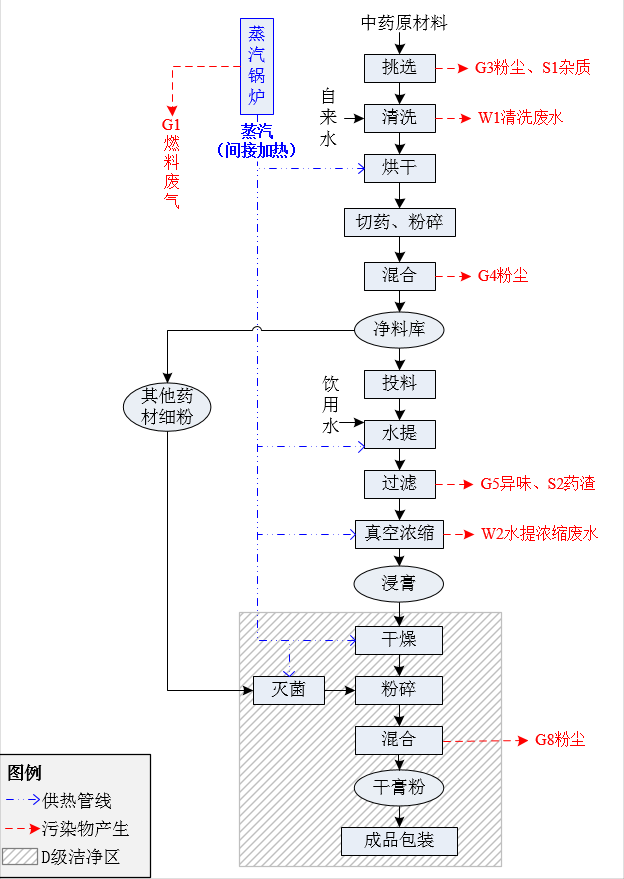 中药原材料
蒸汽锅炉
挑选
G3粉尘、S1杂质
自来水
清洗
W1清洗废水
G1燃料废气
蒸汽
（间接加热）
烘干
切药、粉碎
混合
G4粉尘
净料库
投料
其他药
材细粉
饮用水
水提
过滤
G5异味、S2药渣
真空浓缩
W2水提浓缩废水
浸膏
干燥
灭菌
粉碎
混合
G8粉尘
干膏粉
成品包装
图例
供热管线
污染物产生
D级洁净区